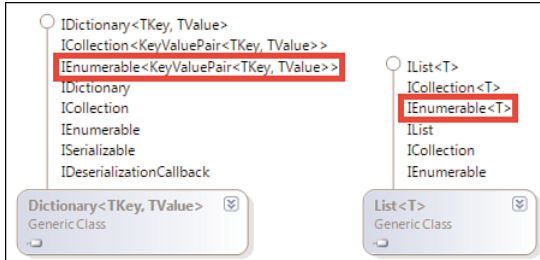 IDictionary<TKey, TValue>
ICollection<KeyValuePair<TKey, TValue>>
IEnumerable<KeyValuePair<TKey, TValue>>
IDictionary
ICollection
IEnumerable
ISerializable
IDeserializationCallback
Dictionary<TKey, TValue>
Generic Class
IList<T>
ICollection<T>
IEnumerable<T>
IList
ICollection
IEnumerable
List<T>
Generic Class